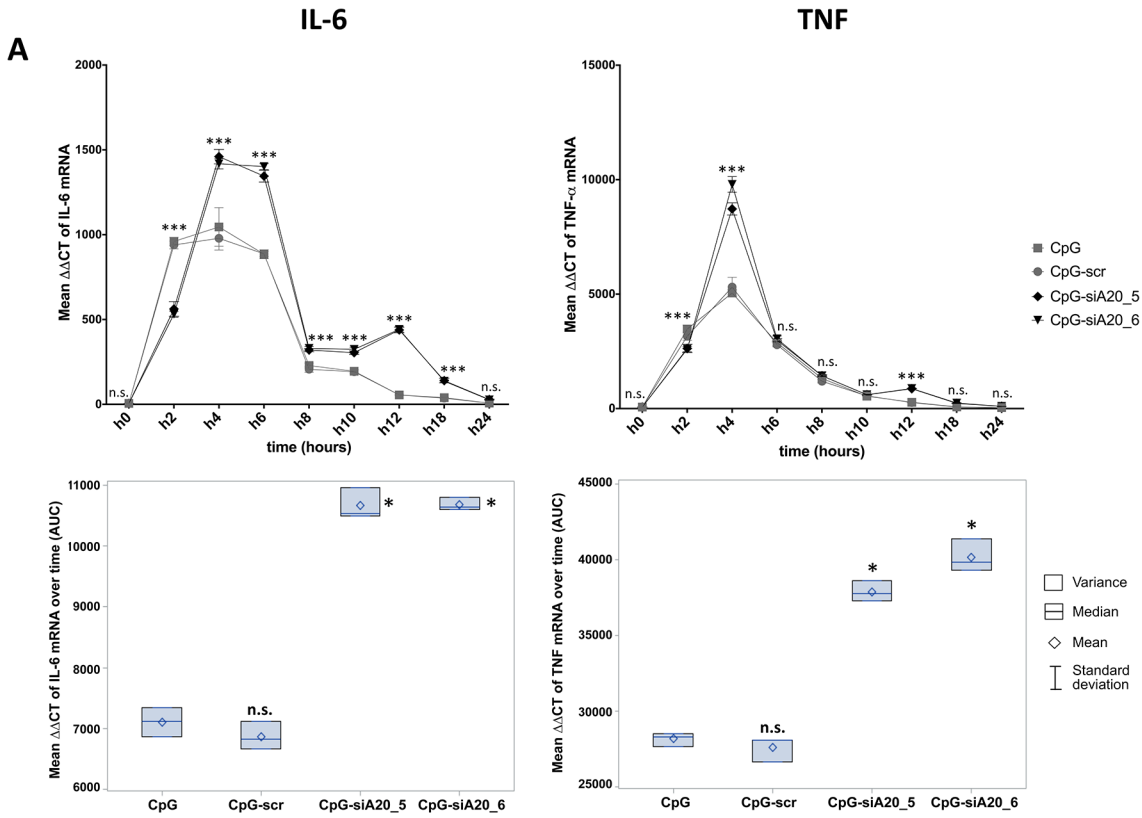 IL-6
TNF
A
2000
1500
1000
500
0
Mean ΔΔCT of IL-6 mRNA
n.s.
***
***
***
***
***
***
***
n.s.
h0
h2
h4
h6
h8
h10
h12
h18
h24
time (hours)
15000
10000
5000
0
Mean ΔΔCT of TNF-α mRNA
n.s.
***
***
n.s.
n.s.
n.s.
***
n.s.
n.s.
h0
h2
h4
h6
h8
h10
h12
h18
h24
time (hours)
CpG
CpG-scr
CpG-siA20_5
CpG-siA20_6
11000
10000
9000
8000
7000
6000
Mean ΔΔCT of IL-6 mRNA over time (AUC)
n.s.
*
*
CpG
CpG-scr
CpG-siA20_5
CpG-siA20_6
45000
40000
35000
30000
25000
Mean ΔΔCT of TNF mRNA over time (AUC)
n.s.
*
*
CpG
CpG-scr
CpG-siA20_5
CpG-siA20_6
Variance
Median
Mean
Standard
deviation